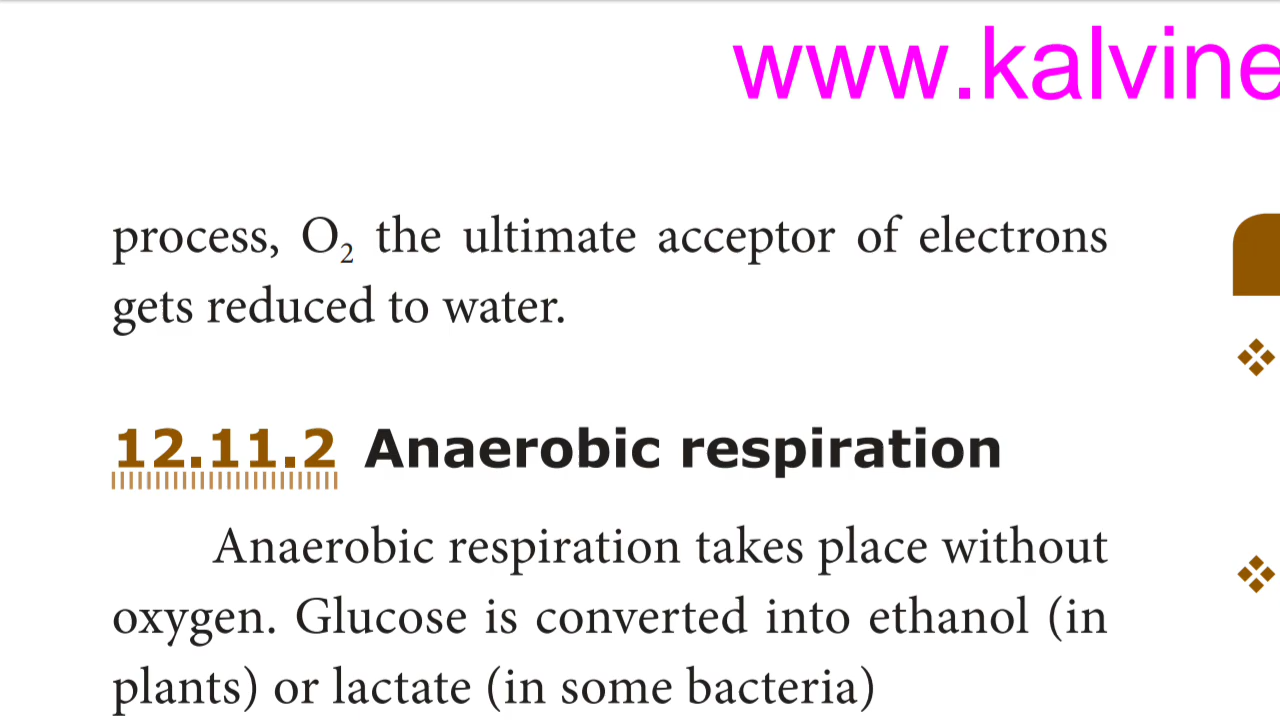 www.kalvine
process, O₂ the ultimate acceptor of electrons
gets reduced to water.
12.11.2 Anaerobic respiration
Anaerobic respiration takes place without
oxygen. Glucose is converted into ethanol (in
plants) or lactate (in some bacteria)